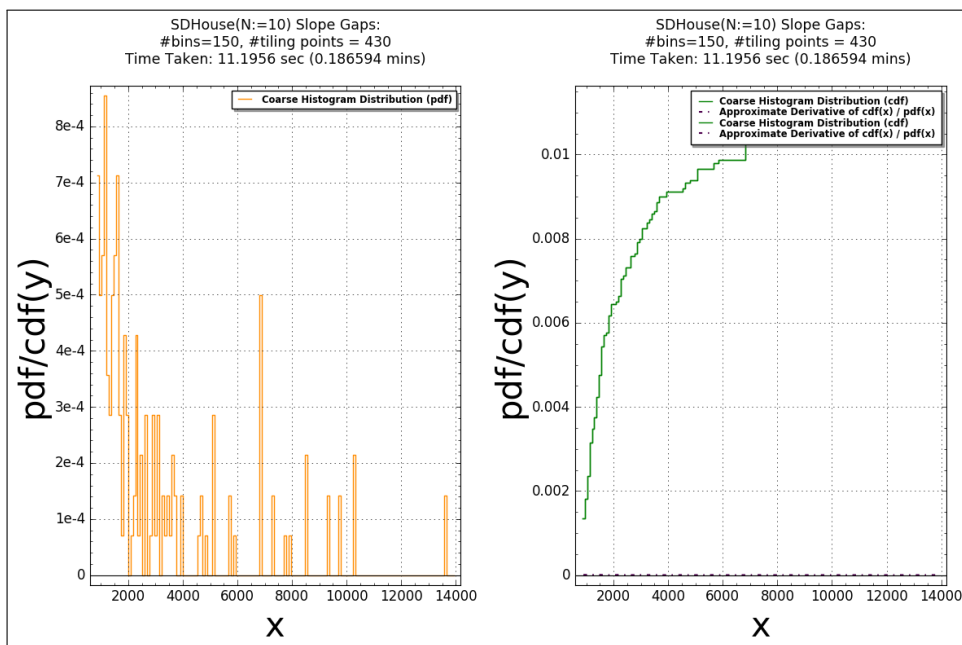 SDHouse(N:=10) Slope Gaps:
#bins=150, #tiling points = 430
Time Taken: 11.1956 sec (0.186594 mins)
Coarse Histogram Distribution (pdf)
8e-4
7e-4
6e-4
5e-4
4e-4
3e-4
2e-4
1e-4
0
pdf/cdf(y)
2000 4000 6000 8000 10000 12000 14000
x
SDHouse(N:=10) Slope Gaps:
#bins=150, #tiling points = 430
Time Taken: 11.1956 sec (0.186594 mins)
Coarse Histogram Distribution (cdf)
Approximate Derivative of cdf(x) / pdf(x)
Coarse Histogram Distribution (cdf)
Approximate Derivative of cdf(x) / pdf(x)
0.01
0.008
0.006
0.004
0.002
0
pdf/cdf(y)
2000 4000 6000 8000 10000 12000 14000
x